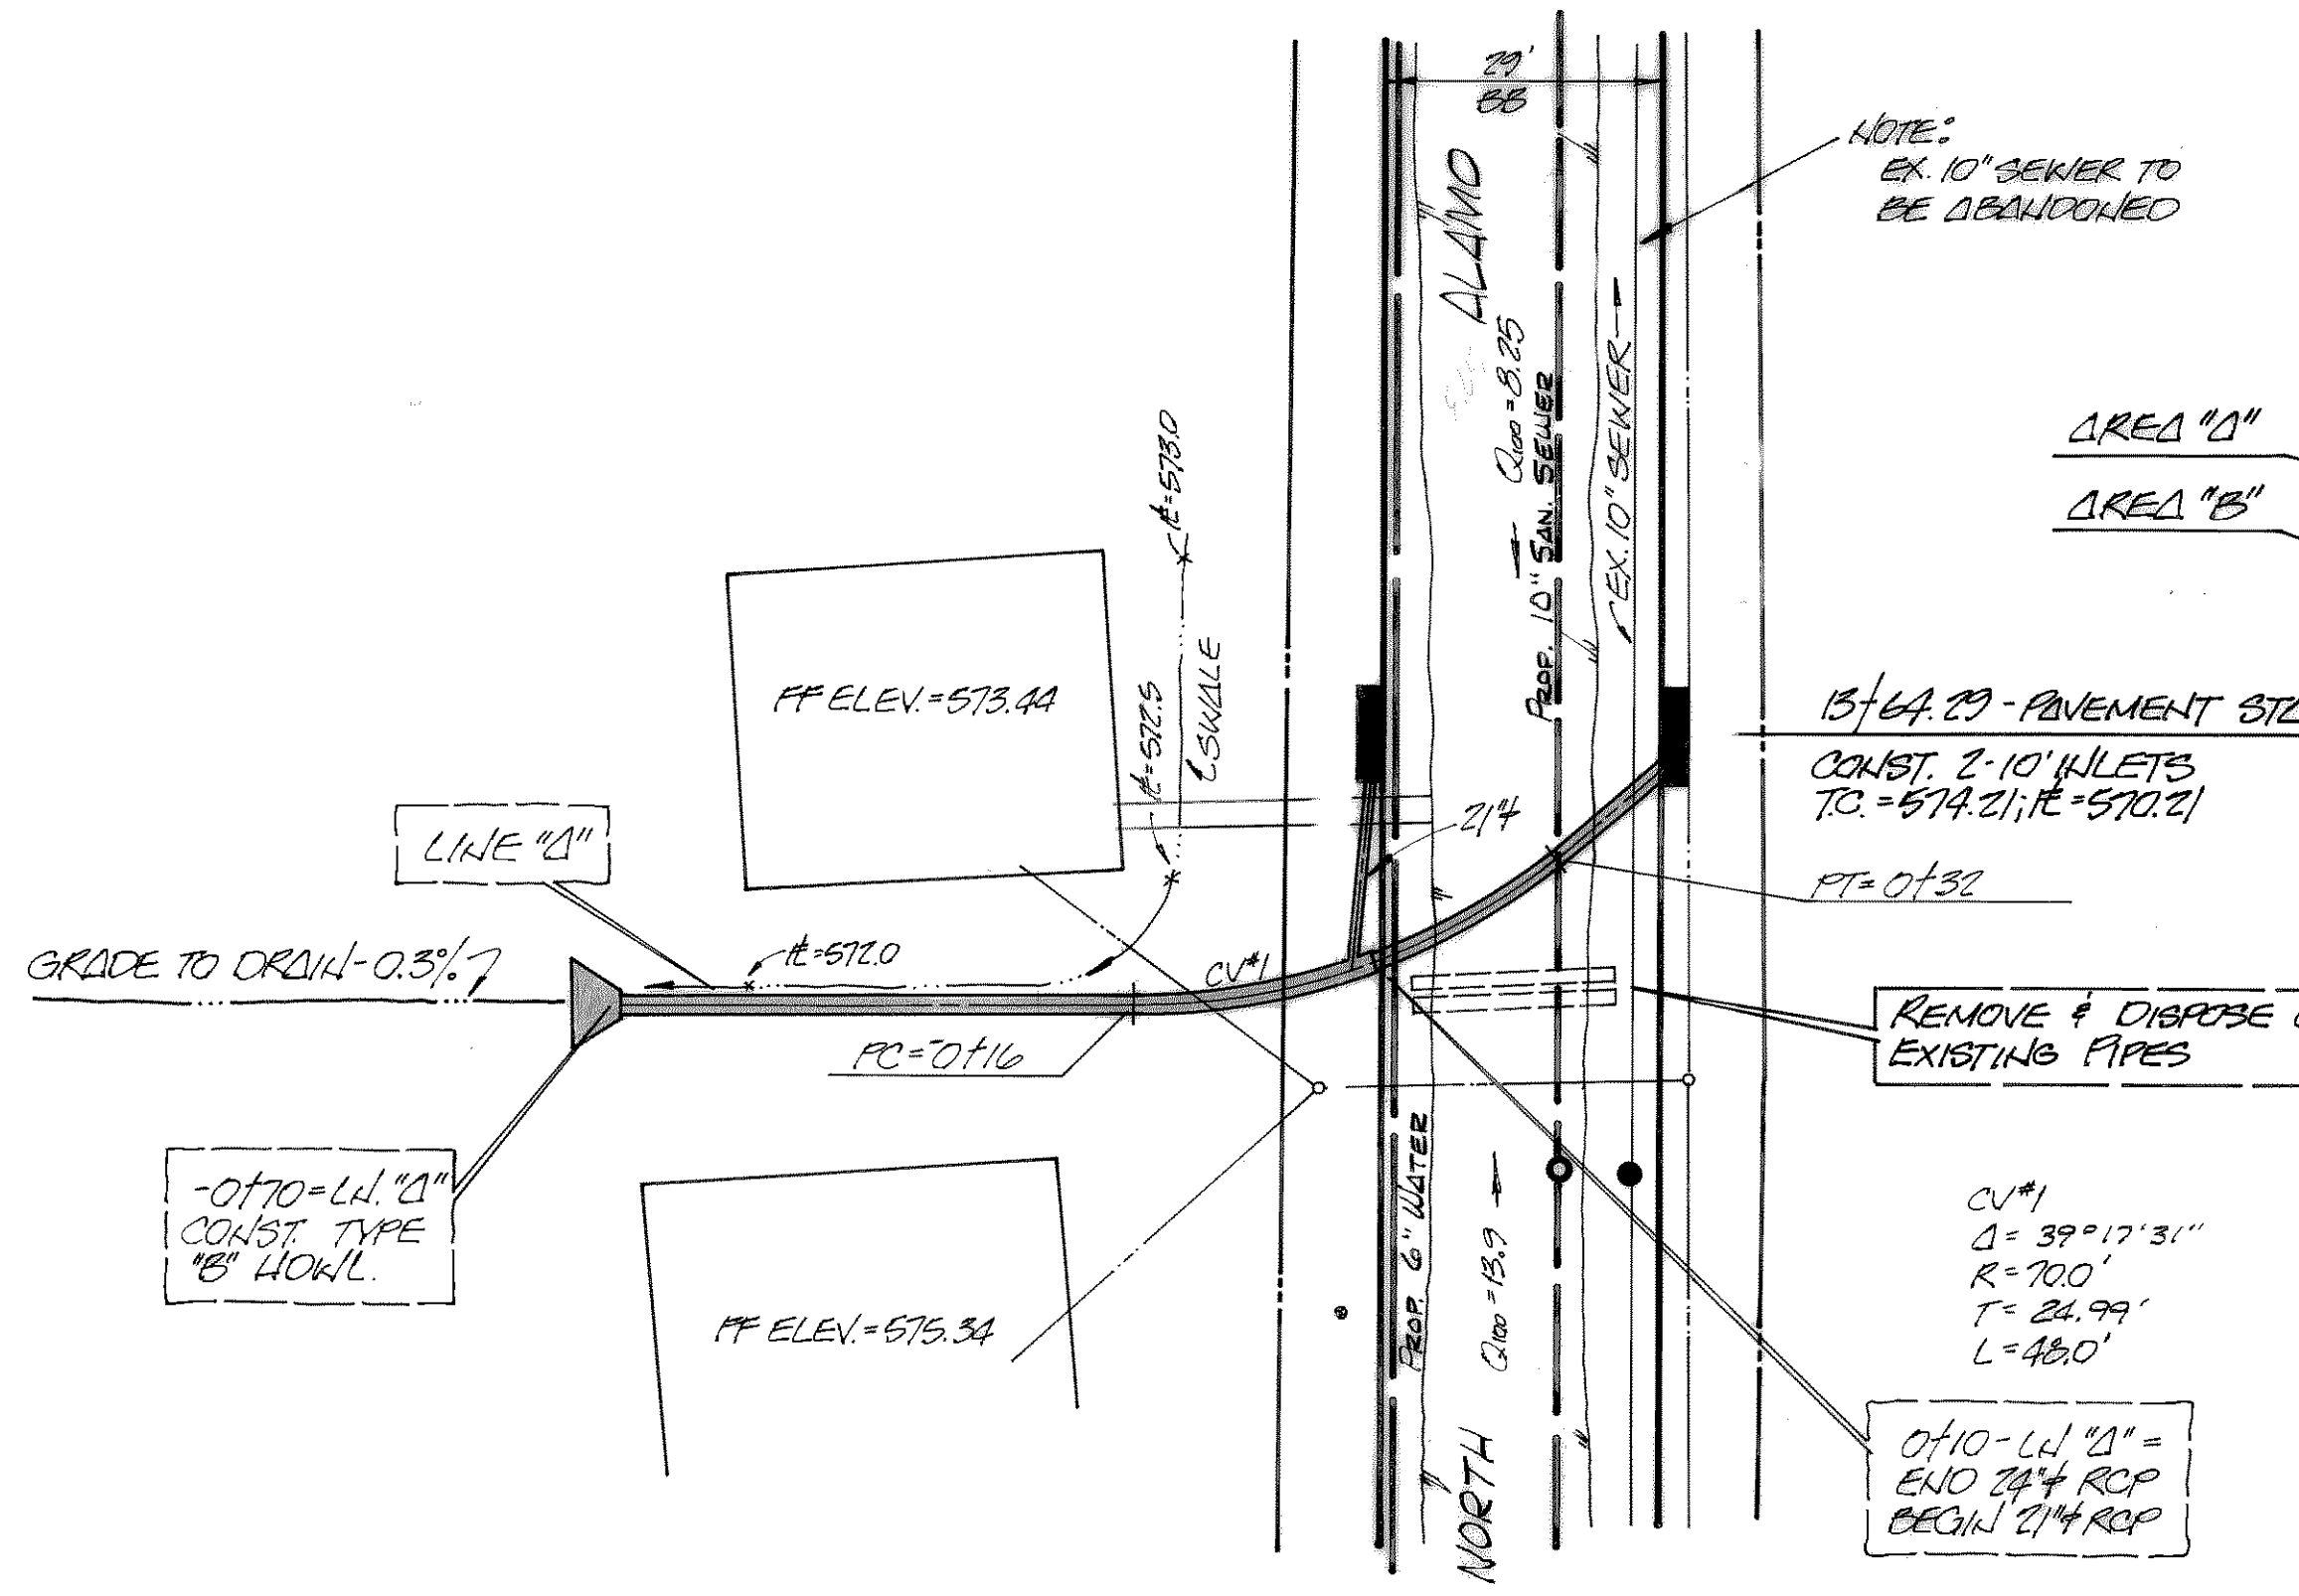 29'
BB
NOTE:
EX. 10" SEWER TO
BE ABANDONED
NORTH ALAMO
Q100 = 8.25
PROP. 10" SAN. SEWER
EX. 10" SEWER
AREA "A"
AREA "B"
℄=573.0
℄=572.5
SWALE
FF ELEV.=573.44
13+64.29 - PAVEMENT
CONST. 2-10' INLETS
T.C. = 574.21; ℄=570.21
21"ϕ
LINE "A"
PT= 0+32
GRADE TO DRAIN-0.3%
℄=572.0
CV#1
PC=-0+16
REMOVE & DISPOSE
EXISTING PIPES
-0+70=LN. "A"
CONST. TYPE
"B" HDWL.
PROP. 6" WATER
Q100 = 13.9
FF ELEV.=575.34
CV#1
Δ= 39°17'31"
R=70.0'
T= 24.99'
L=48.0'
0+10-LN "A"=
END 24"ϕ RCP
BEGIN 21"ϕ RCP